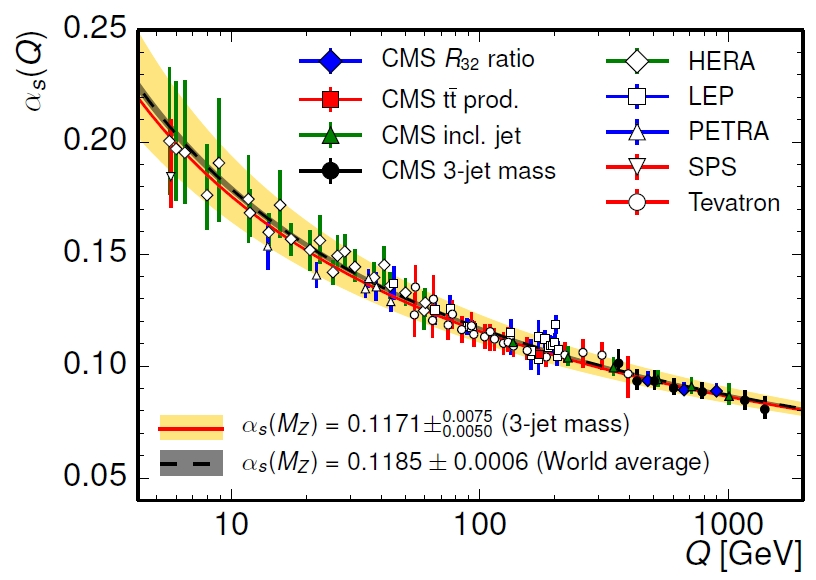 0.25
0.20
0.15
0.10
0.05
αs(Q)
CMS R32 ratio
CMS tt̄ prod.
CMS incl. jet
CMS 3-jet mass
HERA
LEP
PETRA
SPS
Tevatron
αs(MZ) = 0.1171±0.0075 0.0050 (3-jet mass)
αs(MZ) = 0.1185 ± 0.0006 (World average)
10 100 1000
Q [GeV]